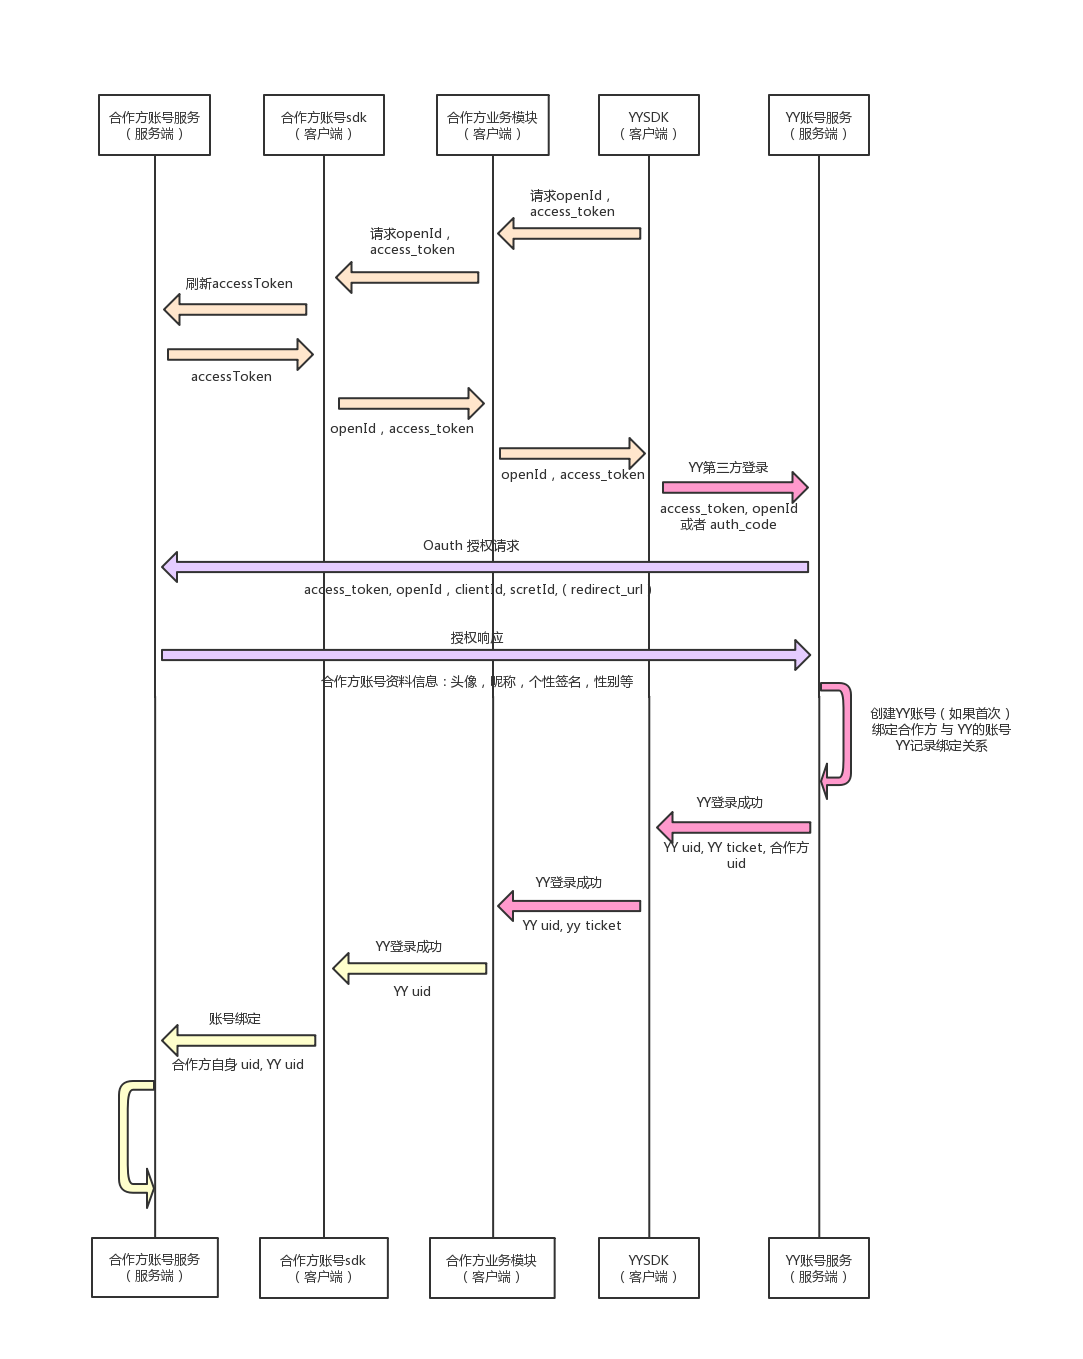 合作方账号服务
（服务端）
合作方账号sdk
（客户端）
合作方业务模块
（客户端）
YYSDK
（客户端）
YY账号服务
（服务端）
请求openId，
access_token
请求openId，
access_token
刷新accessToken
accessToken
openId，access_token
openId，access_token
YY第三方登录
access_token, openId
或者 auth_code
Oauth 授权请求
access_token, openId，clientId, scretId,（redirect_url）
授权响应
合作方账号资料信息：头像，昵称，个性签名，性别等
创建YY账号（如果首次）
绑定合作方 与 YY的账号
YY记录绑定关系
YY登录成功
YY uid, YY ticket, 合作方
uid
YY登录成功
YY uid, yy ticket
YY登录成功
YY uid
账号绑定
合作方自身 uid, YY uid
合作方账号服务
（服务端）
合作方账号sdk
（客户端）
合作方业务模块
（客户端）
YYSDK
（客户端）
YY账号服务
（服务端）